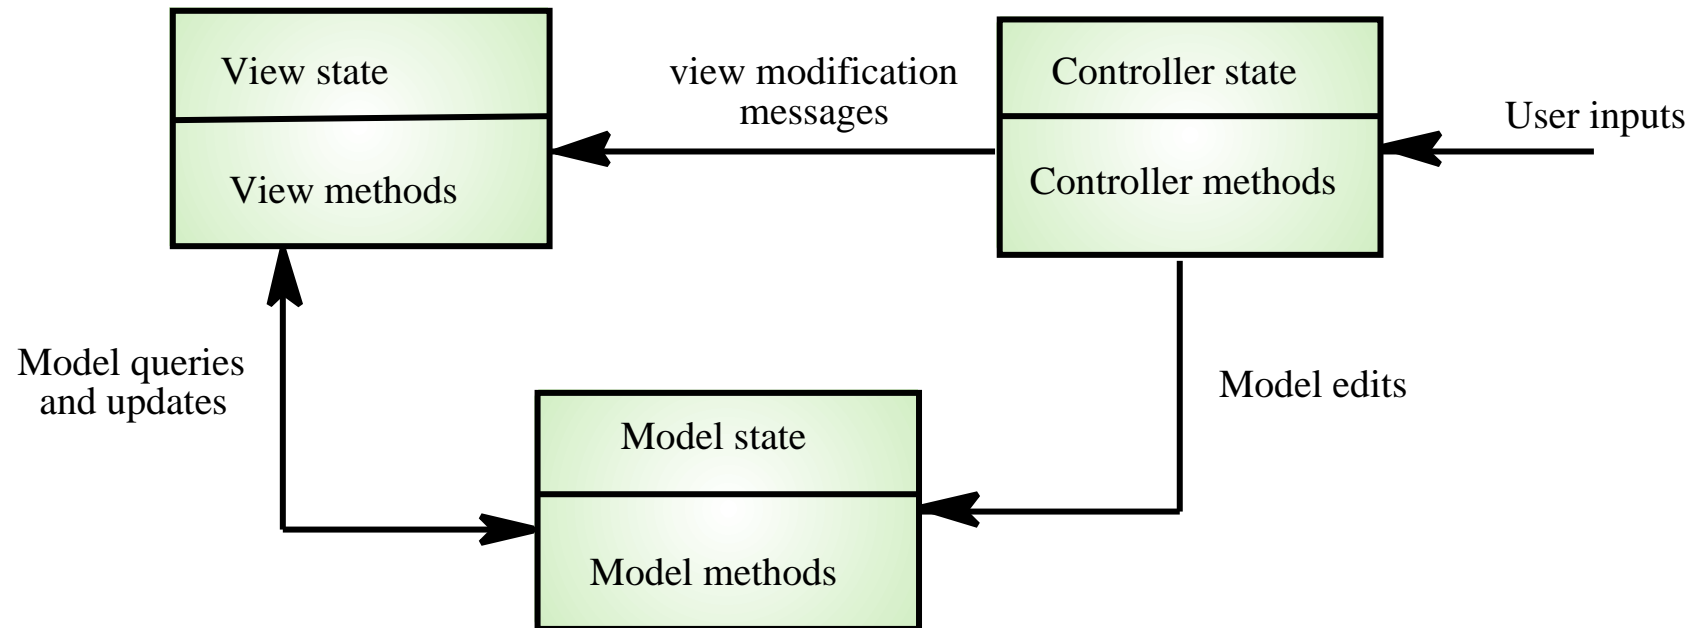 View state
View methods
view modification
messages
Controller state
Controller methods
User inputs
Model queries
and updates
Model state
Model methods
Model edits